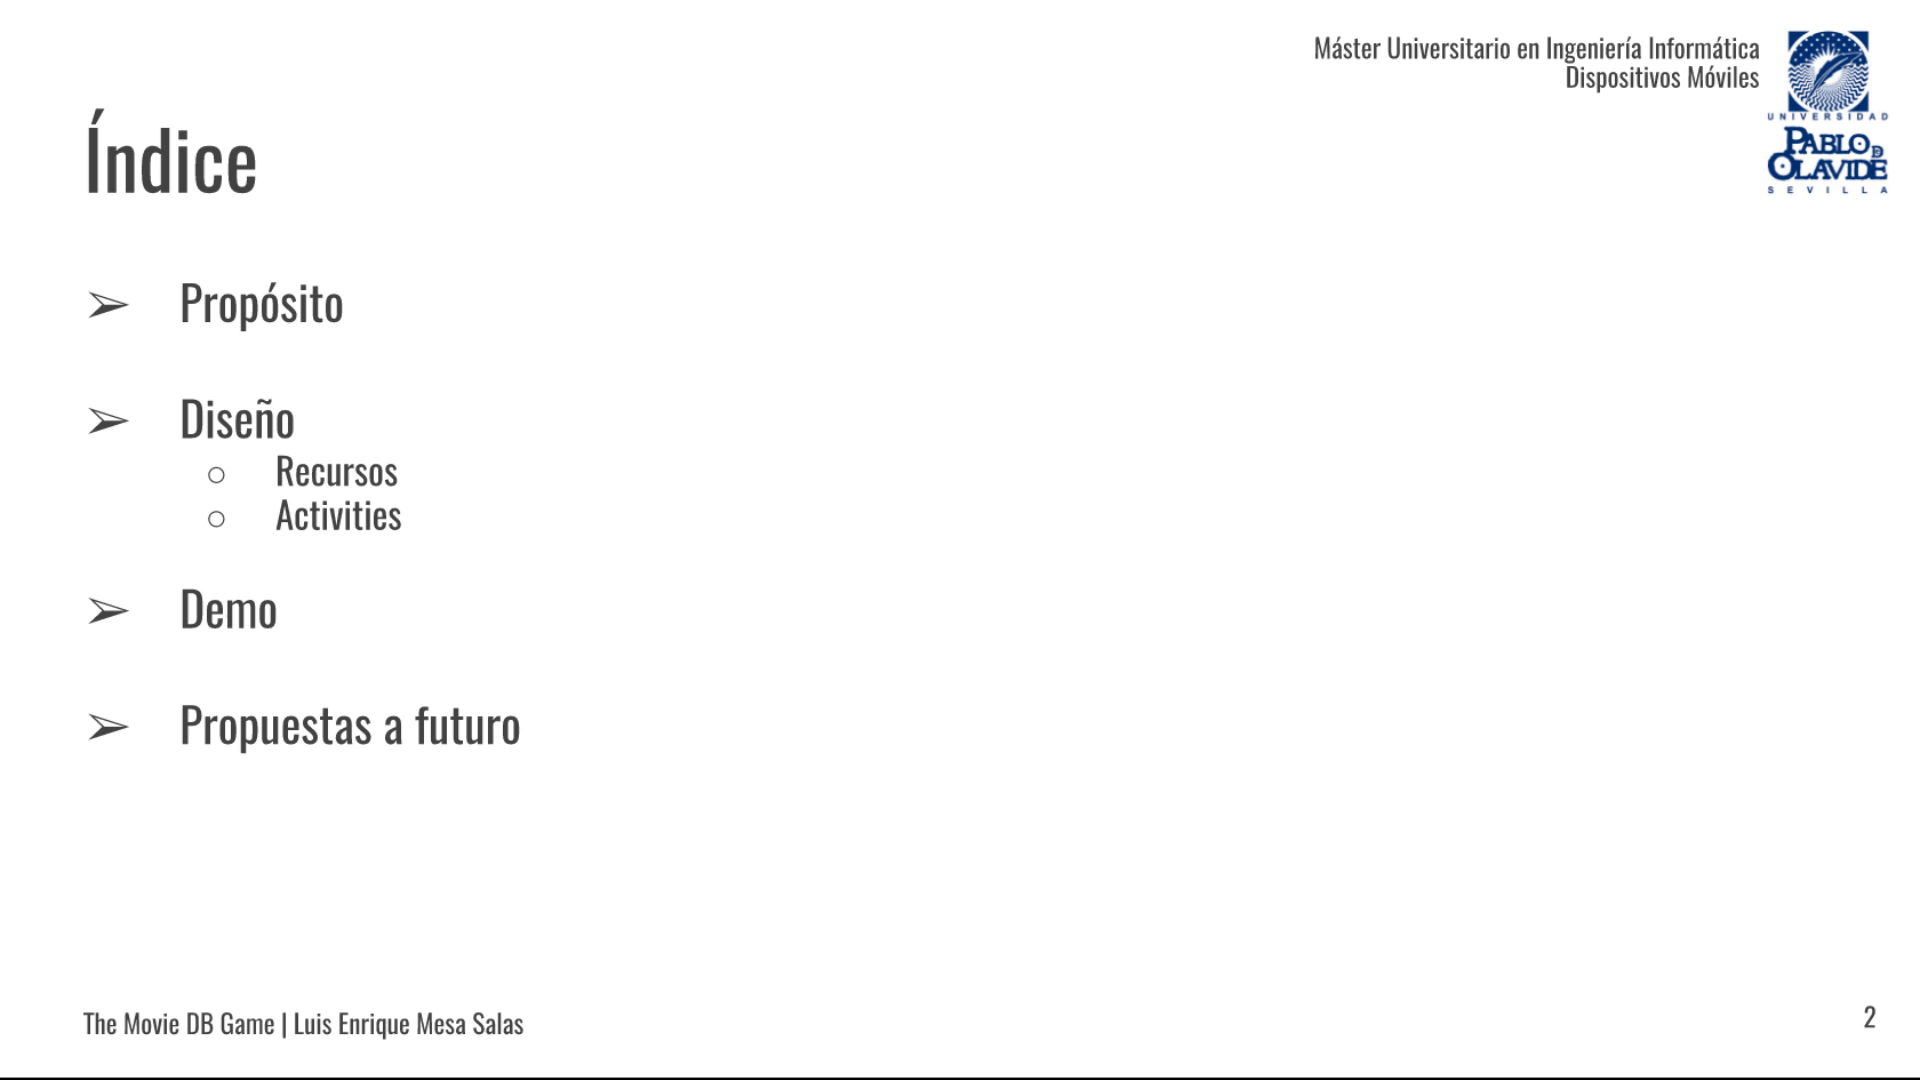 Máster Universitario en Ingeniería Informática
Dispositivos Móviles
UNIVERSIDAD
PABLO DE
OLAVIDE
SEVILLA
Índice
➢ Propósito
➢ Diseño
○ Recursos
○ Activities
➢ Demo
➢ Propuestas a futuro
The Movie DB Game | Luis Enrique Mesa Salas
2